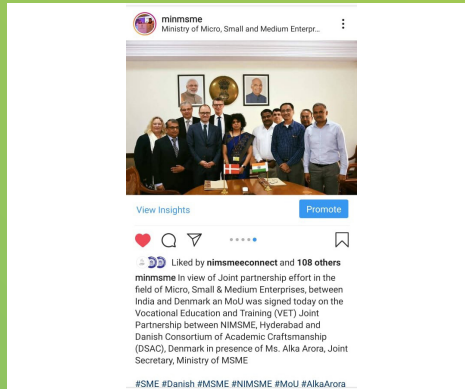 minmsme
Ministry of Micro, Small and Medium Enterpr...
View Insights
Promote
Liked by nimsmeeconnect and 108 others
minmsme In view of Joint partnership effort in the
field of Micro, Small & Medium Enterprises, between
India and Denmark an MoU was signed today on the
Vocational Education and Training (VET) Joint
Partnership between NIMSME, Hyderabad and
Danish Consortium of Academic Craftsmanship
(DSAC), Denmark in presence of Ms. Alka Arora, Joint
Secretary, Ministry of MSME
#SME #Danish #MSME #NIMSME #MoU #AlkaArora